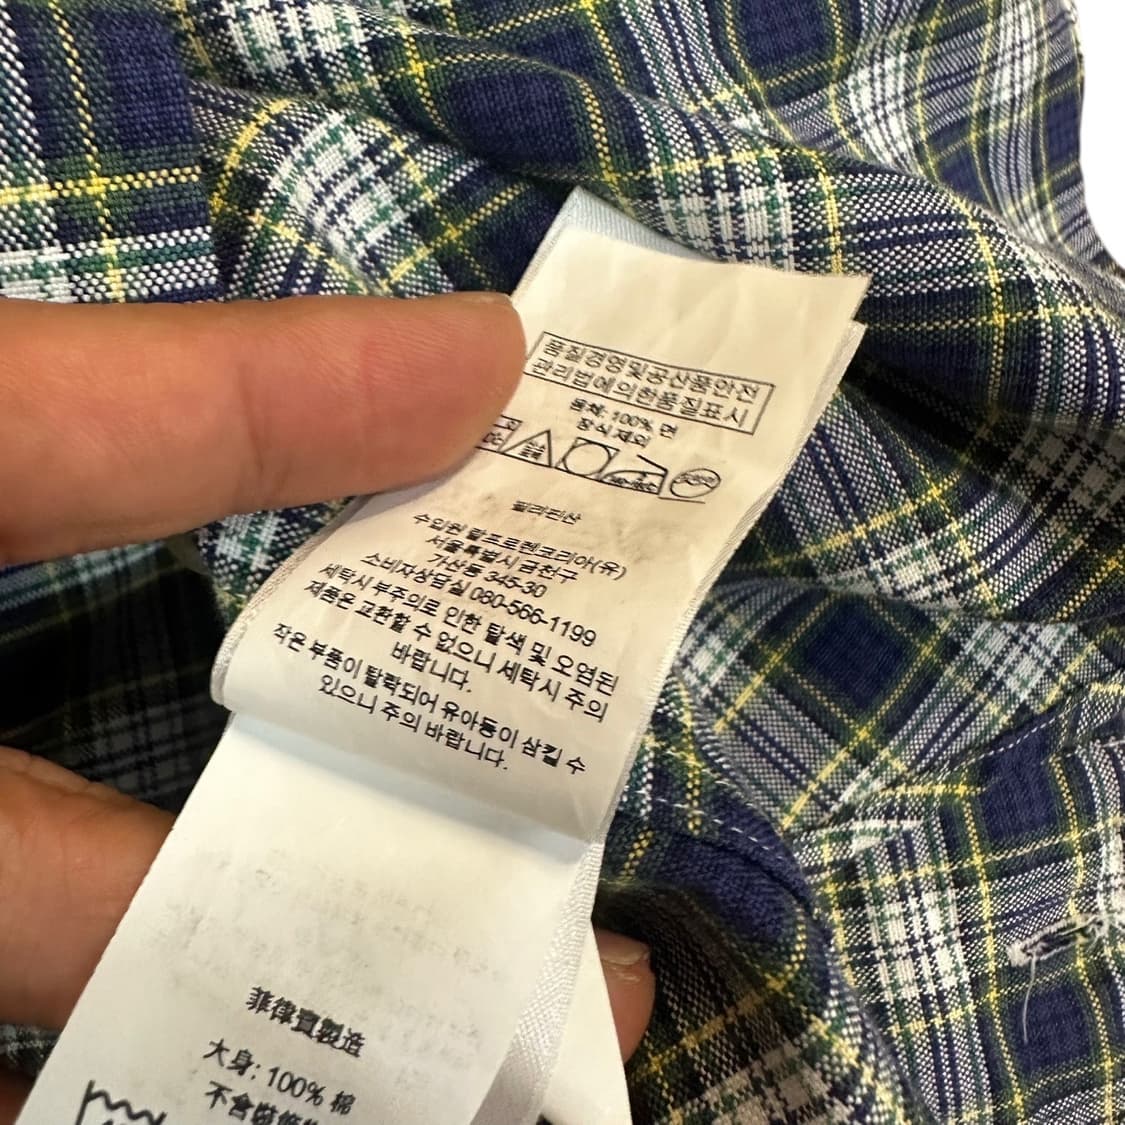 품질경영및공산품안전
관리법에의한품질표시
몸체: 100% 면
장식제외
필리핀산
수입원 랄프로렌코리아(유)
서울특별시 금천구
가산동 345-30
소비자상담실 080-566-1199
세탁시 부주의로 인한 탈색 및 오염된
제품은 교환할 수 없으니 세탁시 주의
바랍니다.
작은 부품이 탈락되어 유아동이 삼킬 수
있으니 주의 바랍니다.
菲律賓製造
大身: 100% 棉
不含裝飾